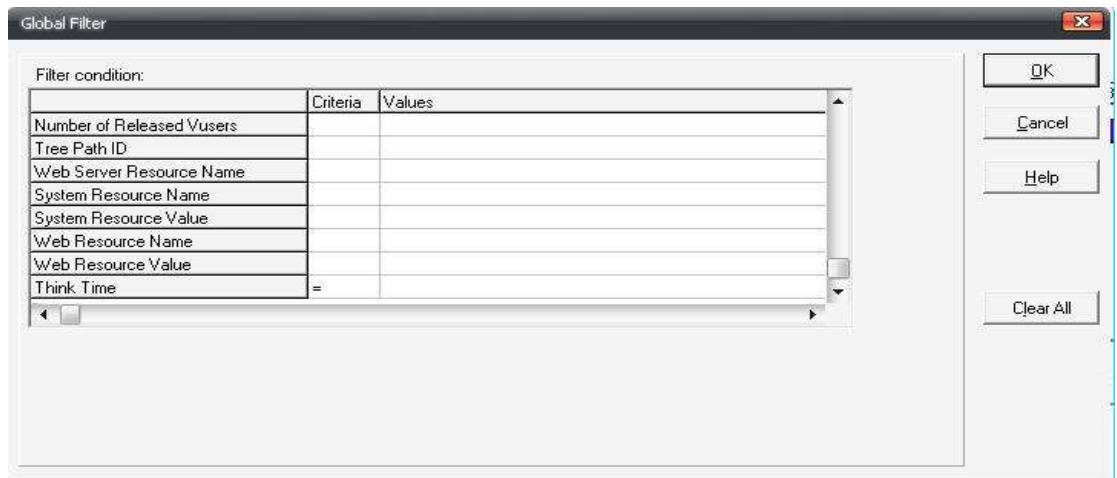 Global Filter
Filter condition:
Criteria Values
Number of Released Vusers
Tree Path ID
Web Server Resource Name
System Resource Name
System Resource Value
Web Resource Name
Web Resource Value
Think Time =
OK
Cancel
Help
Clear All